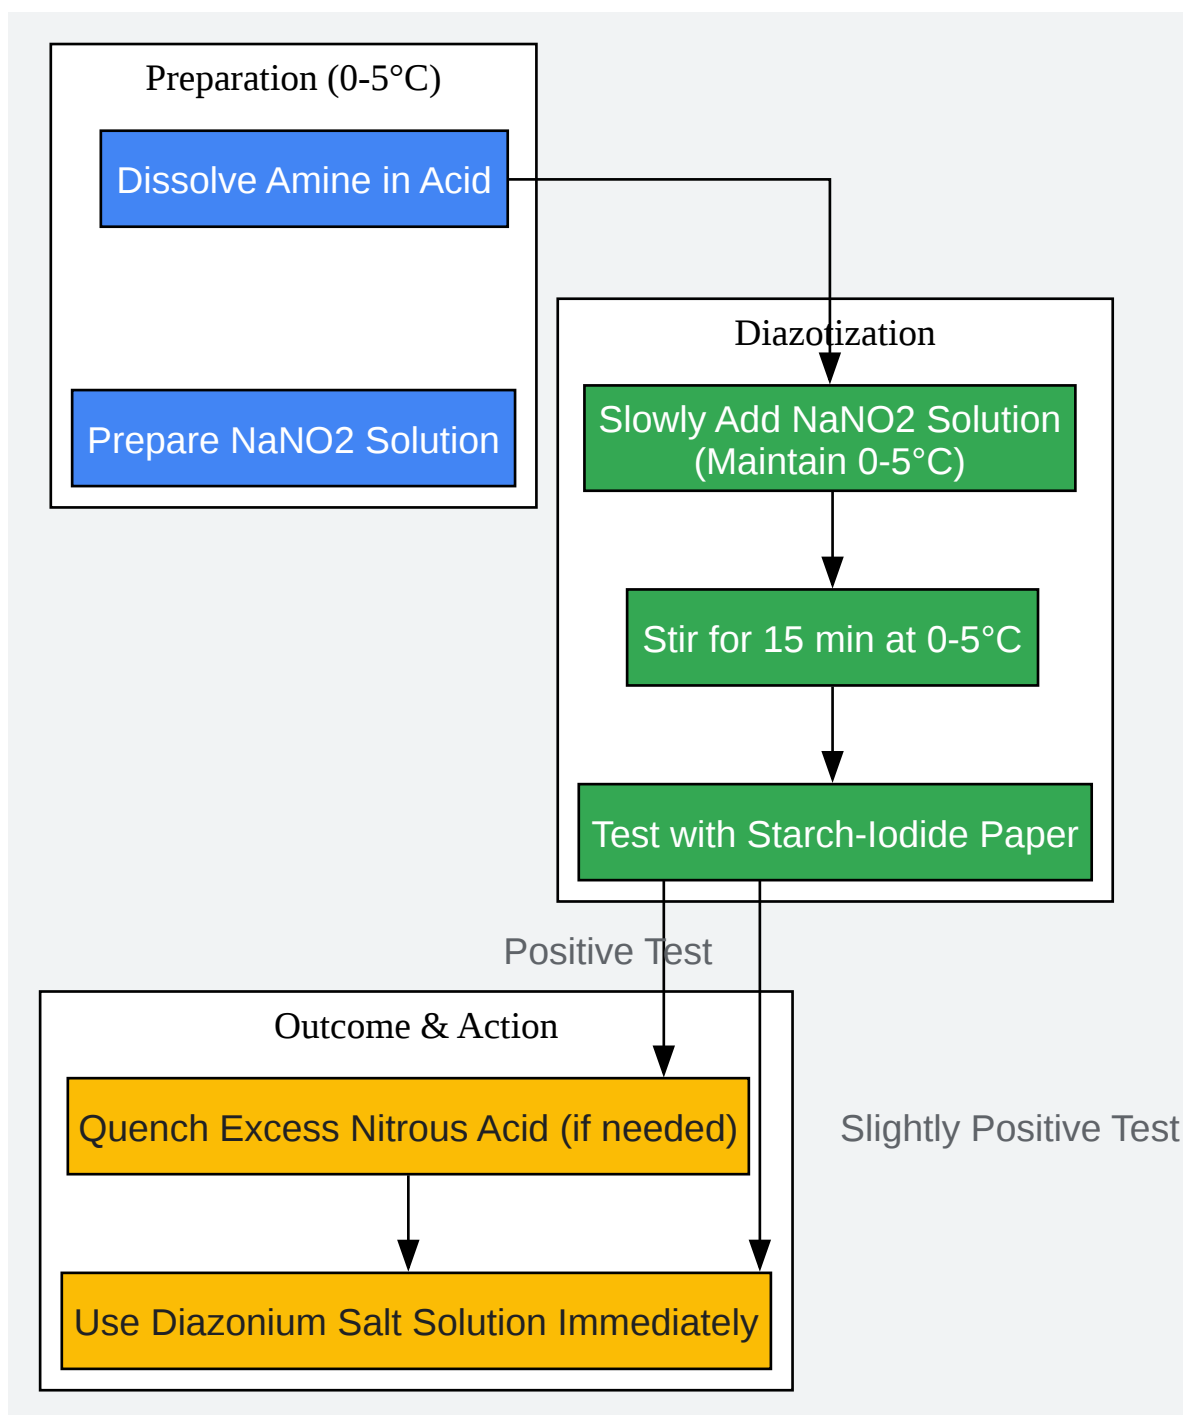 Preparation (0-5°C)
Dissolve Amine in Acid
Prepare NaNO2 Solution
Diazotization
Slowly Add NaNO2 Solution
(Maintain 0-5°C)
Stir for 15 min at 0-5°C
Test with Starch-Iodide Paper
Positive Test
Outcome & Action
Quench Excess Nitrous Acid (if needed)
Slightly Positive Test
Use Diazonium Salt Solution Immediately